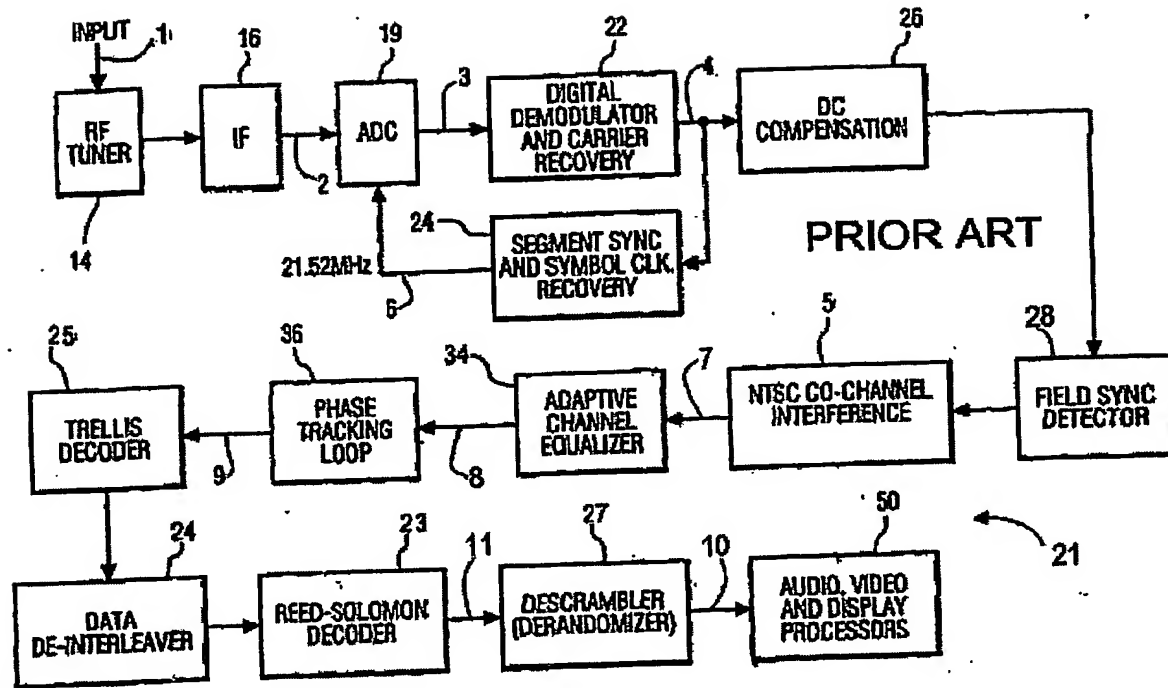 INPUT
1
16
19
22
26
RF
TUNER
14
IF
2
ADC
3
DIGITAL
DEMODULATOR
AND CARRIER
RECOVERY
4
DC
COMPENSATION
24
SEGMENT SYNC
AND SYMBOL CLK.
RECOVERY
21.52MHz
6
PRIOR ART
25
36
34
7
5
28
TRELLIS
DECODER
9
PHASE
TRACKING
LOOP
8
ADAPTIVE
CHANNEL
EQUALIZER
NTSC CO-CHANNEL
INTERFERENCE
FIELD SYNC
DETECTOR
24
23
11
27
10
50
21
DATA
DE-INTERLEAVER
REED-SOLOMON
DECODER
DESCRAMBLER
(DERANDOMIZER)
AUDIO, VIDEO
AND DISPLAY
PROCESSORS